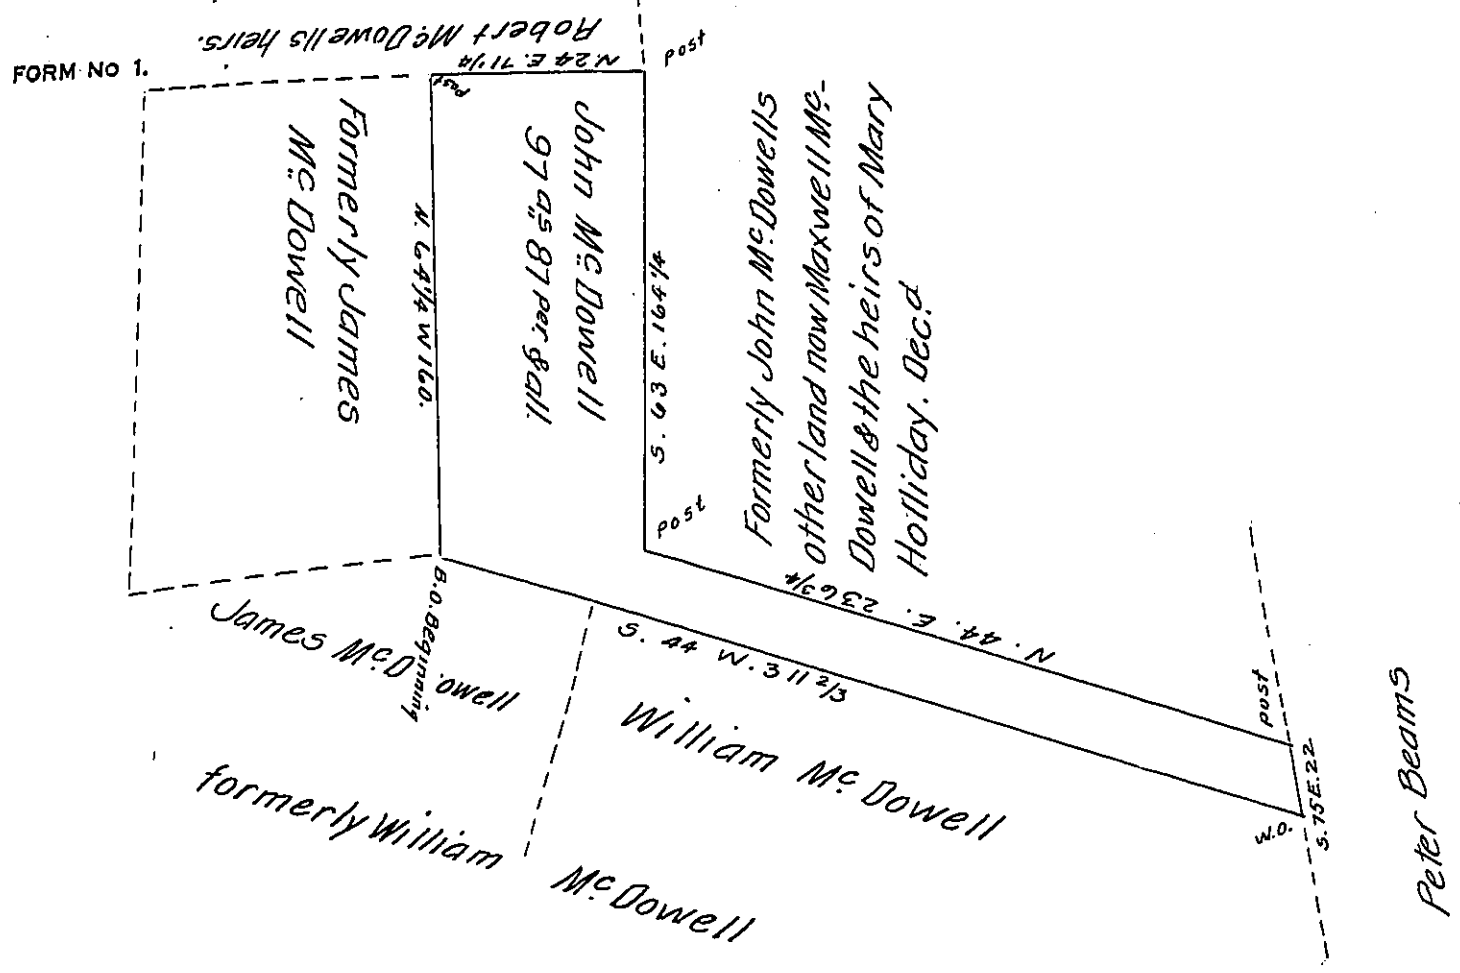 Robert McDowells heirs.
FORM NO 1.
N. 24 E. 71 1/4
post
Post
Formerly James
McDowell
N. 64 1/4 W 160.
John McDowell
97 as 87 per. & all.
S. 63 E. 164 1/4
Formerly John McDowells
other land now Maxwell Mc-
Dowell & the heirs of Mary
Holliday. Dec.d
post
N. 44. E. 236 3/4
B.O. Beginning
James McDowell
S. 44 W. 311 2/3
William McDowell
post
S. 75 E. 22
W.O.
Peter Beams
formerly William
McDowell